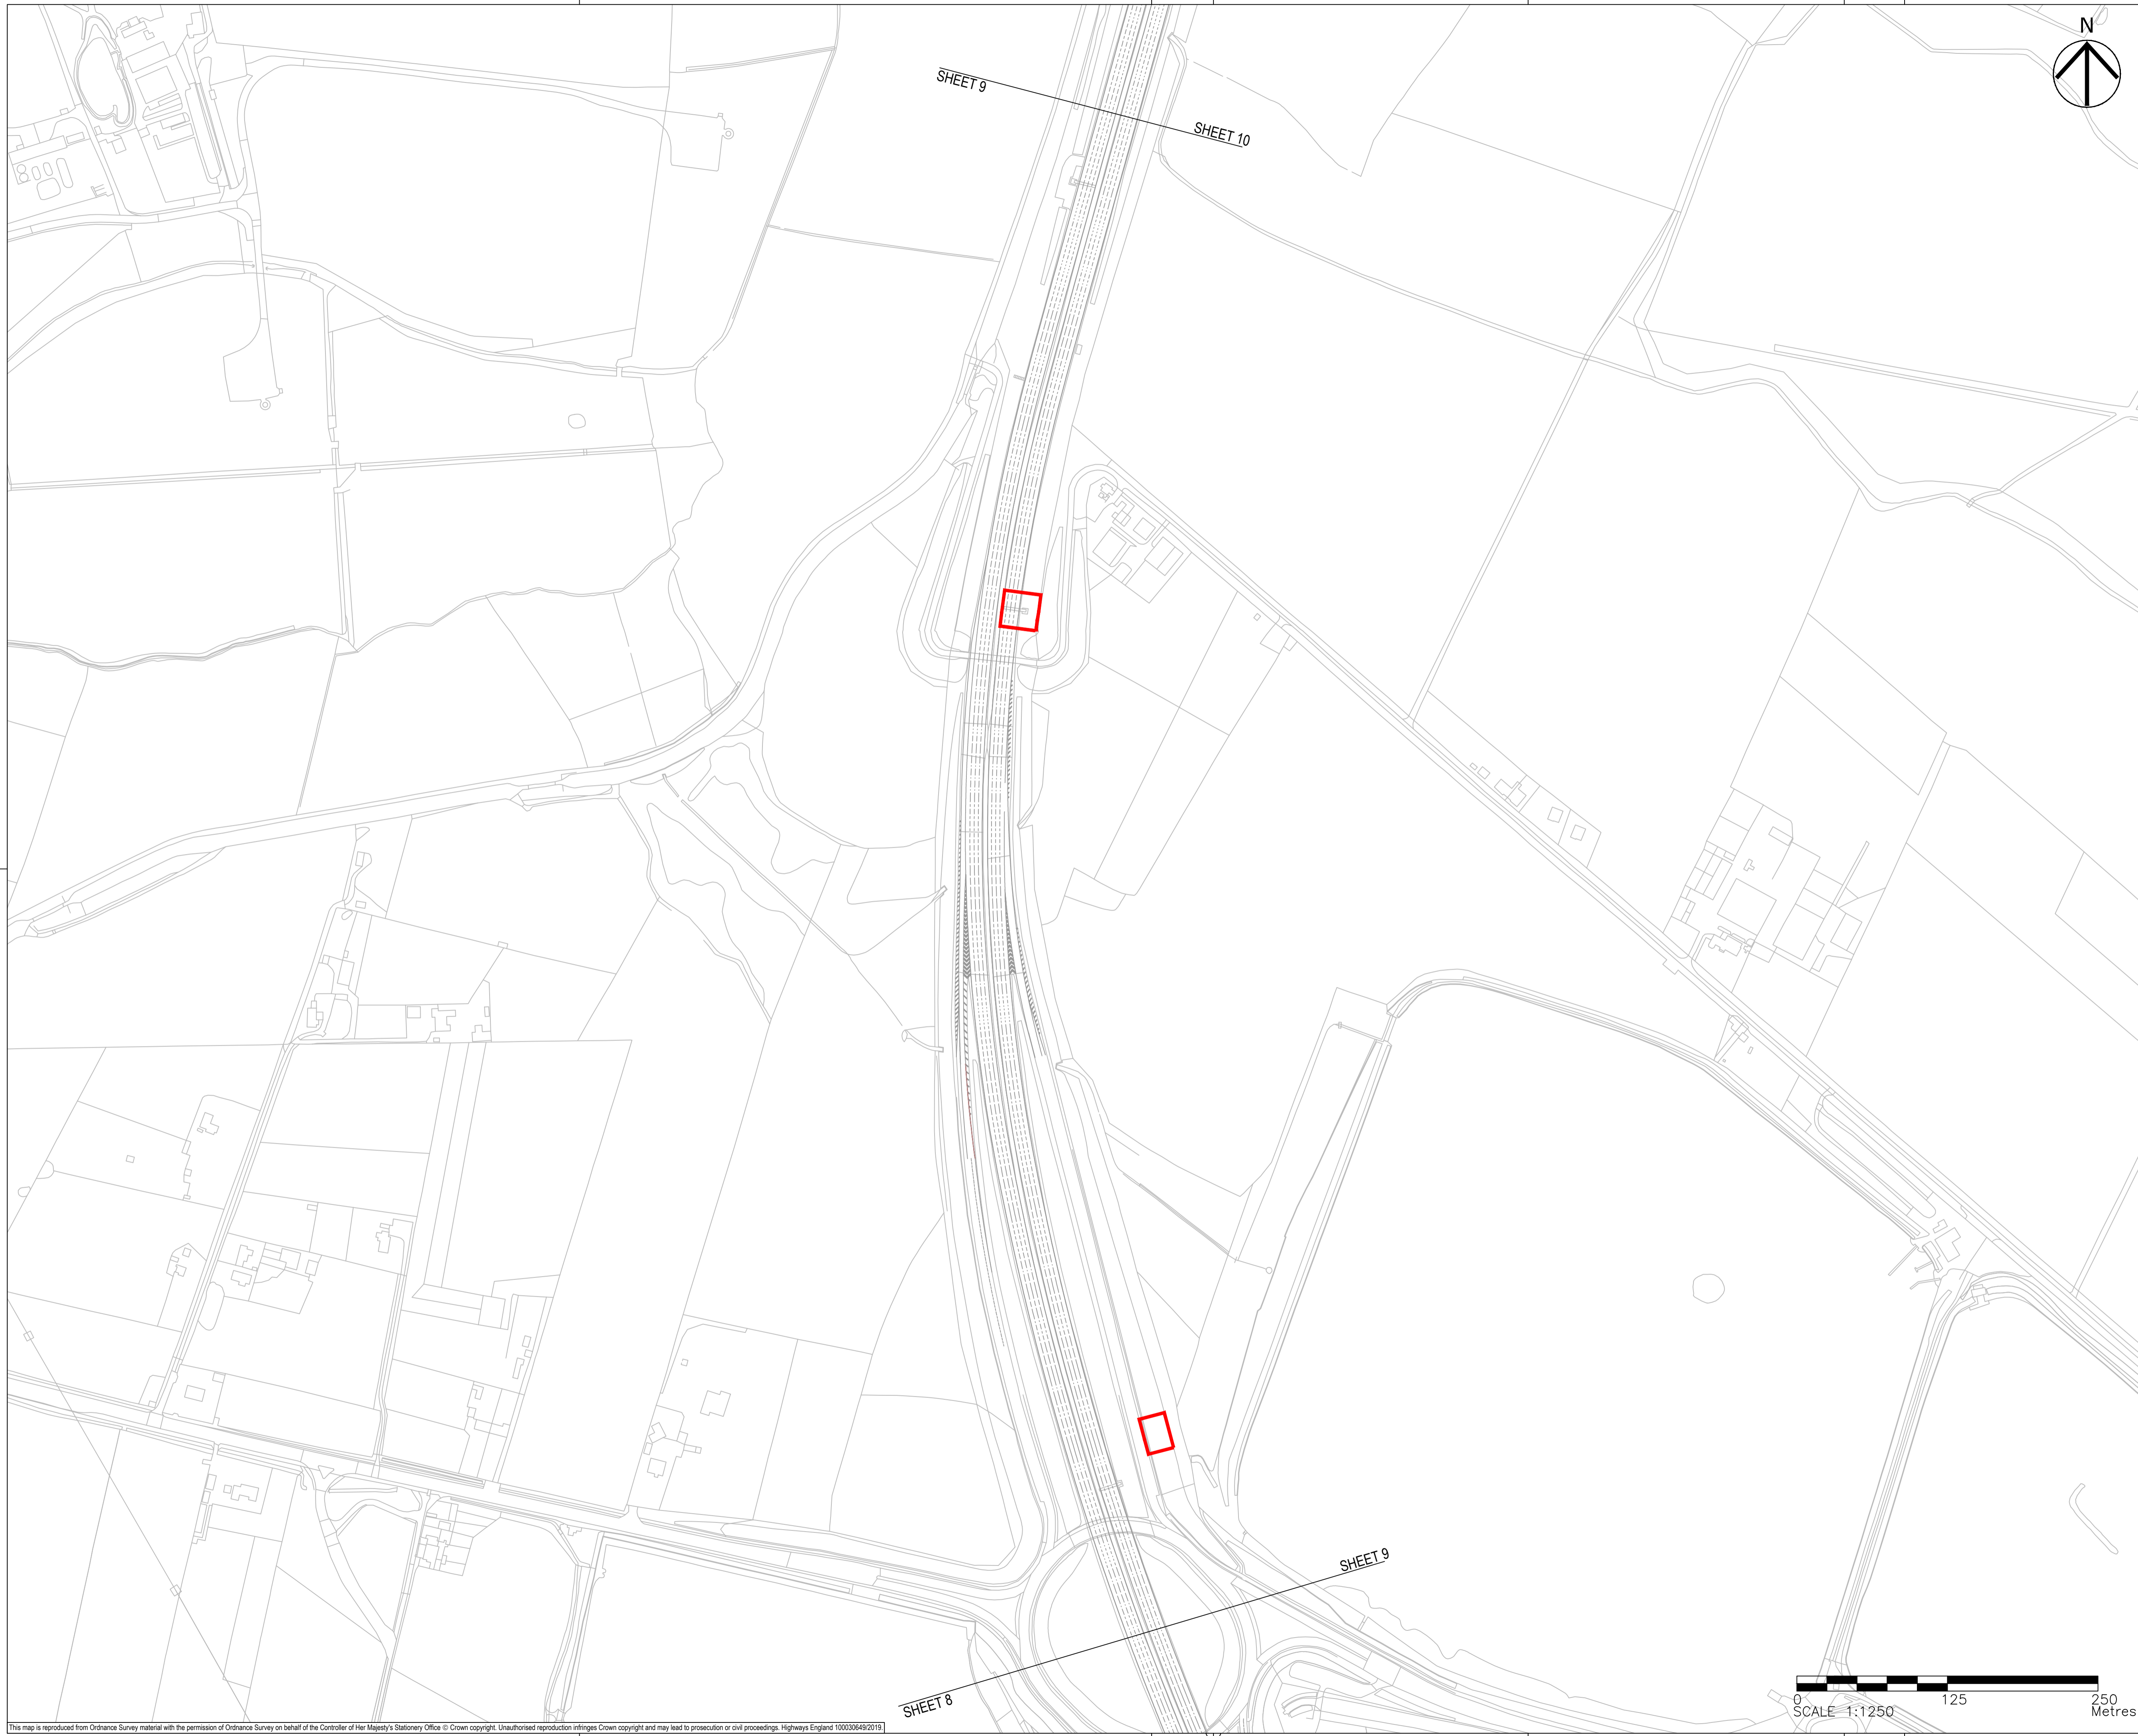 N
SHEET 9
SHEET 10
SHEET 9
SHEET 8
0 125 250
SCALE 1:1250 Metres
This map is reproduced from Ordnance Survey material with the permission of Ordnance Survey on behalf of the Controller of Her Majesty's Stationery Office © Crown copyright. Unauthorised reproduction infringes Crown copyright and may lead to prosecution or civil proceedings. Highways England 100030649/2019.